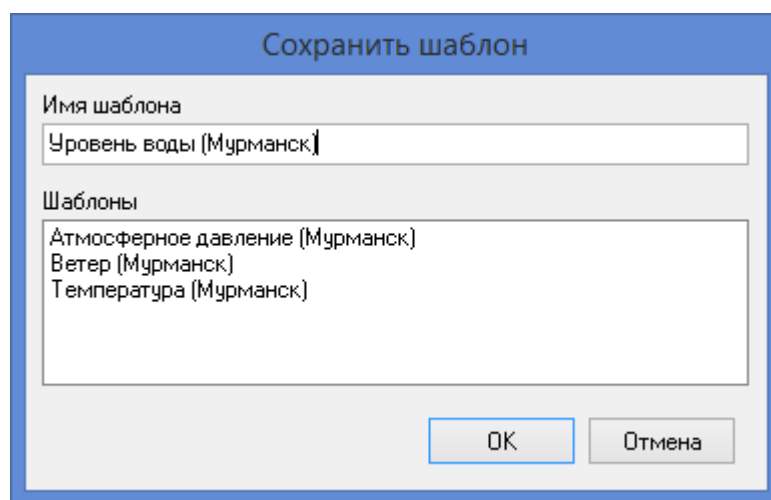 Сохранить шаблон
Имя шаблона
Уровень воды (Мурманск)
Шаблоны
Атмосферное давление (Мурманск)
Ветер (Мурманск)
Температура (Мурманск)
OK
Отмена